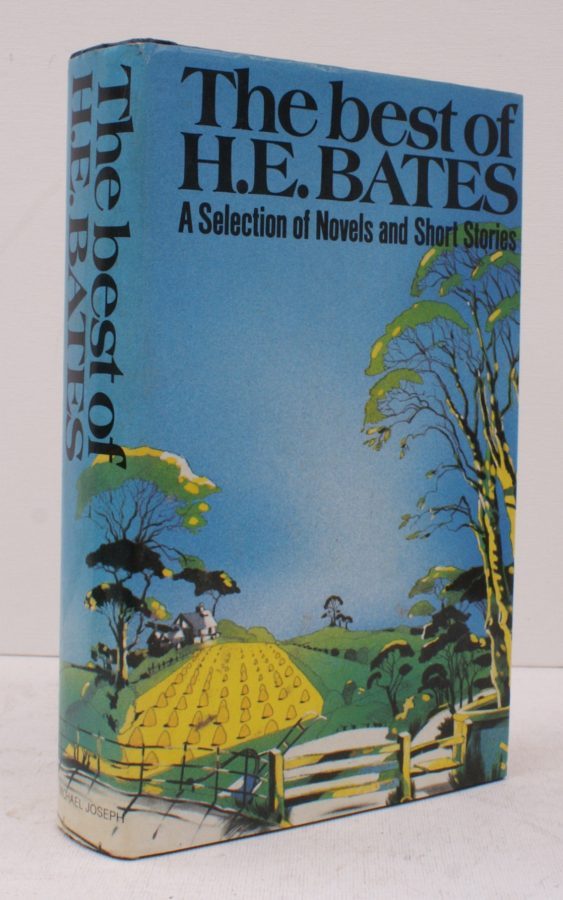 The best of
H.E. BATES
A Selection of Novels and Short Stories
The best of
H.E. BATES
MICHAEL JOSEPH